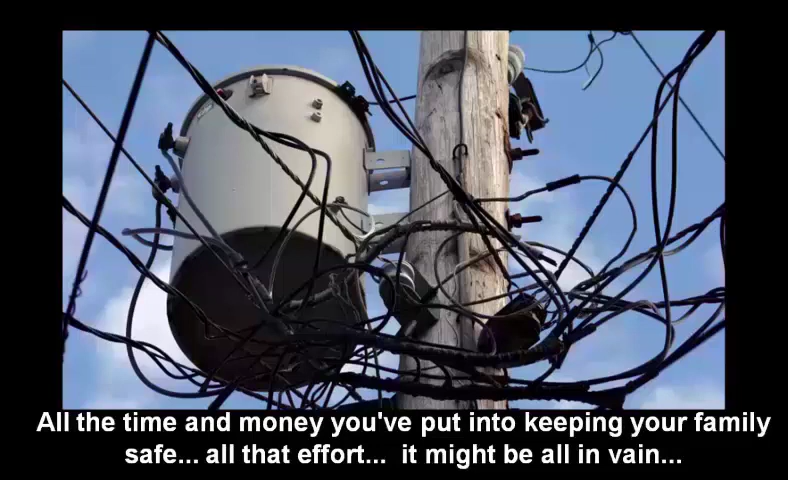 All the time and money you've put into keeping your family
safe... all that effort...  it might be all in vain...